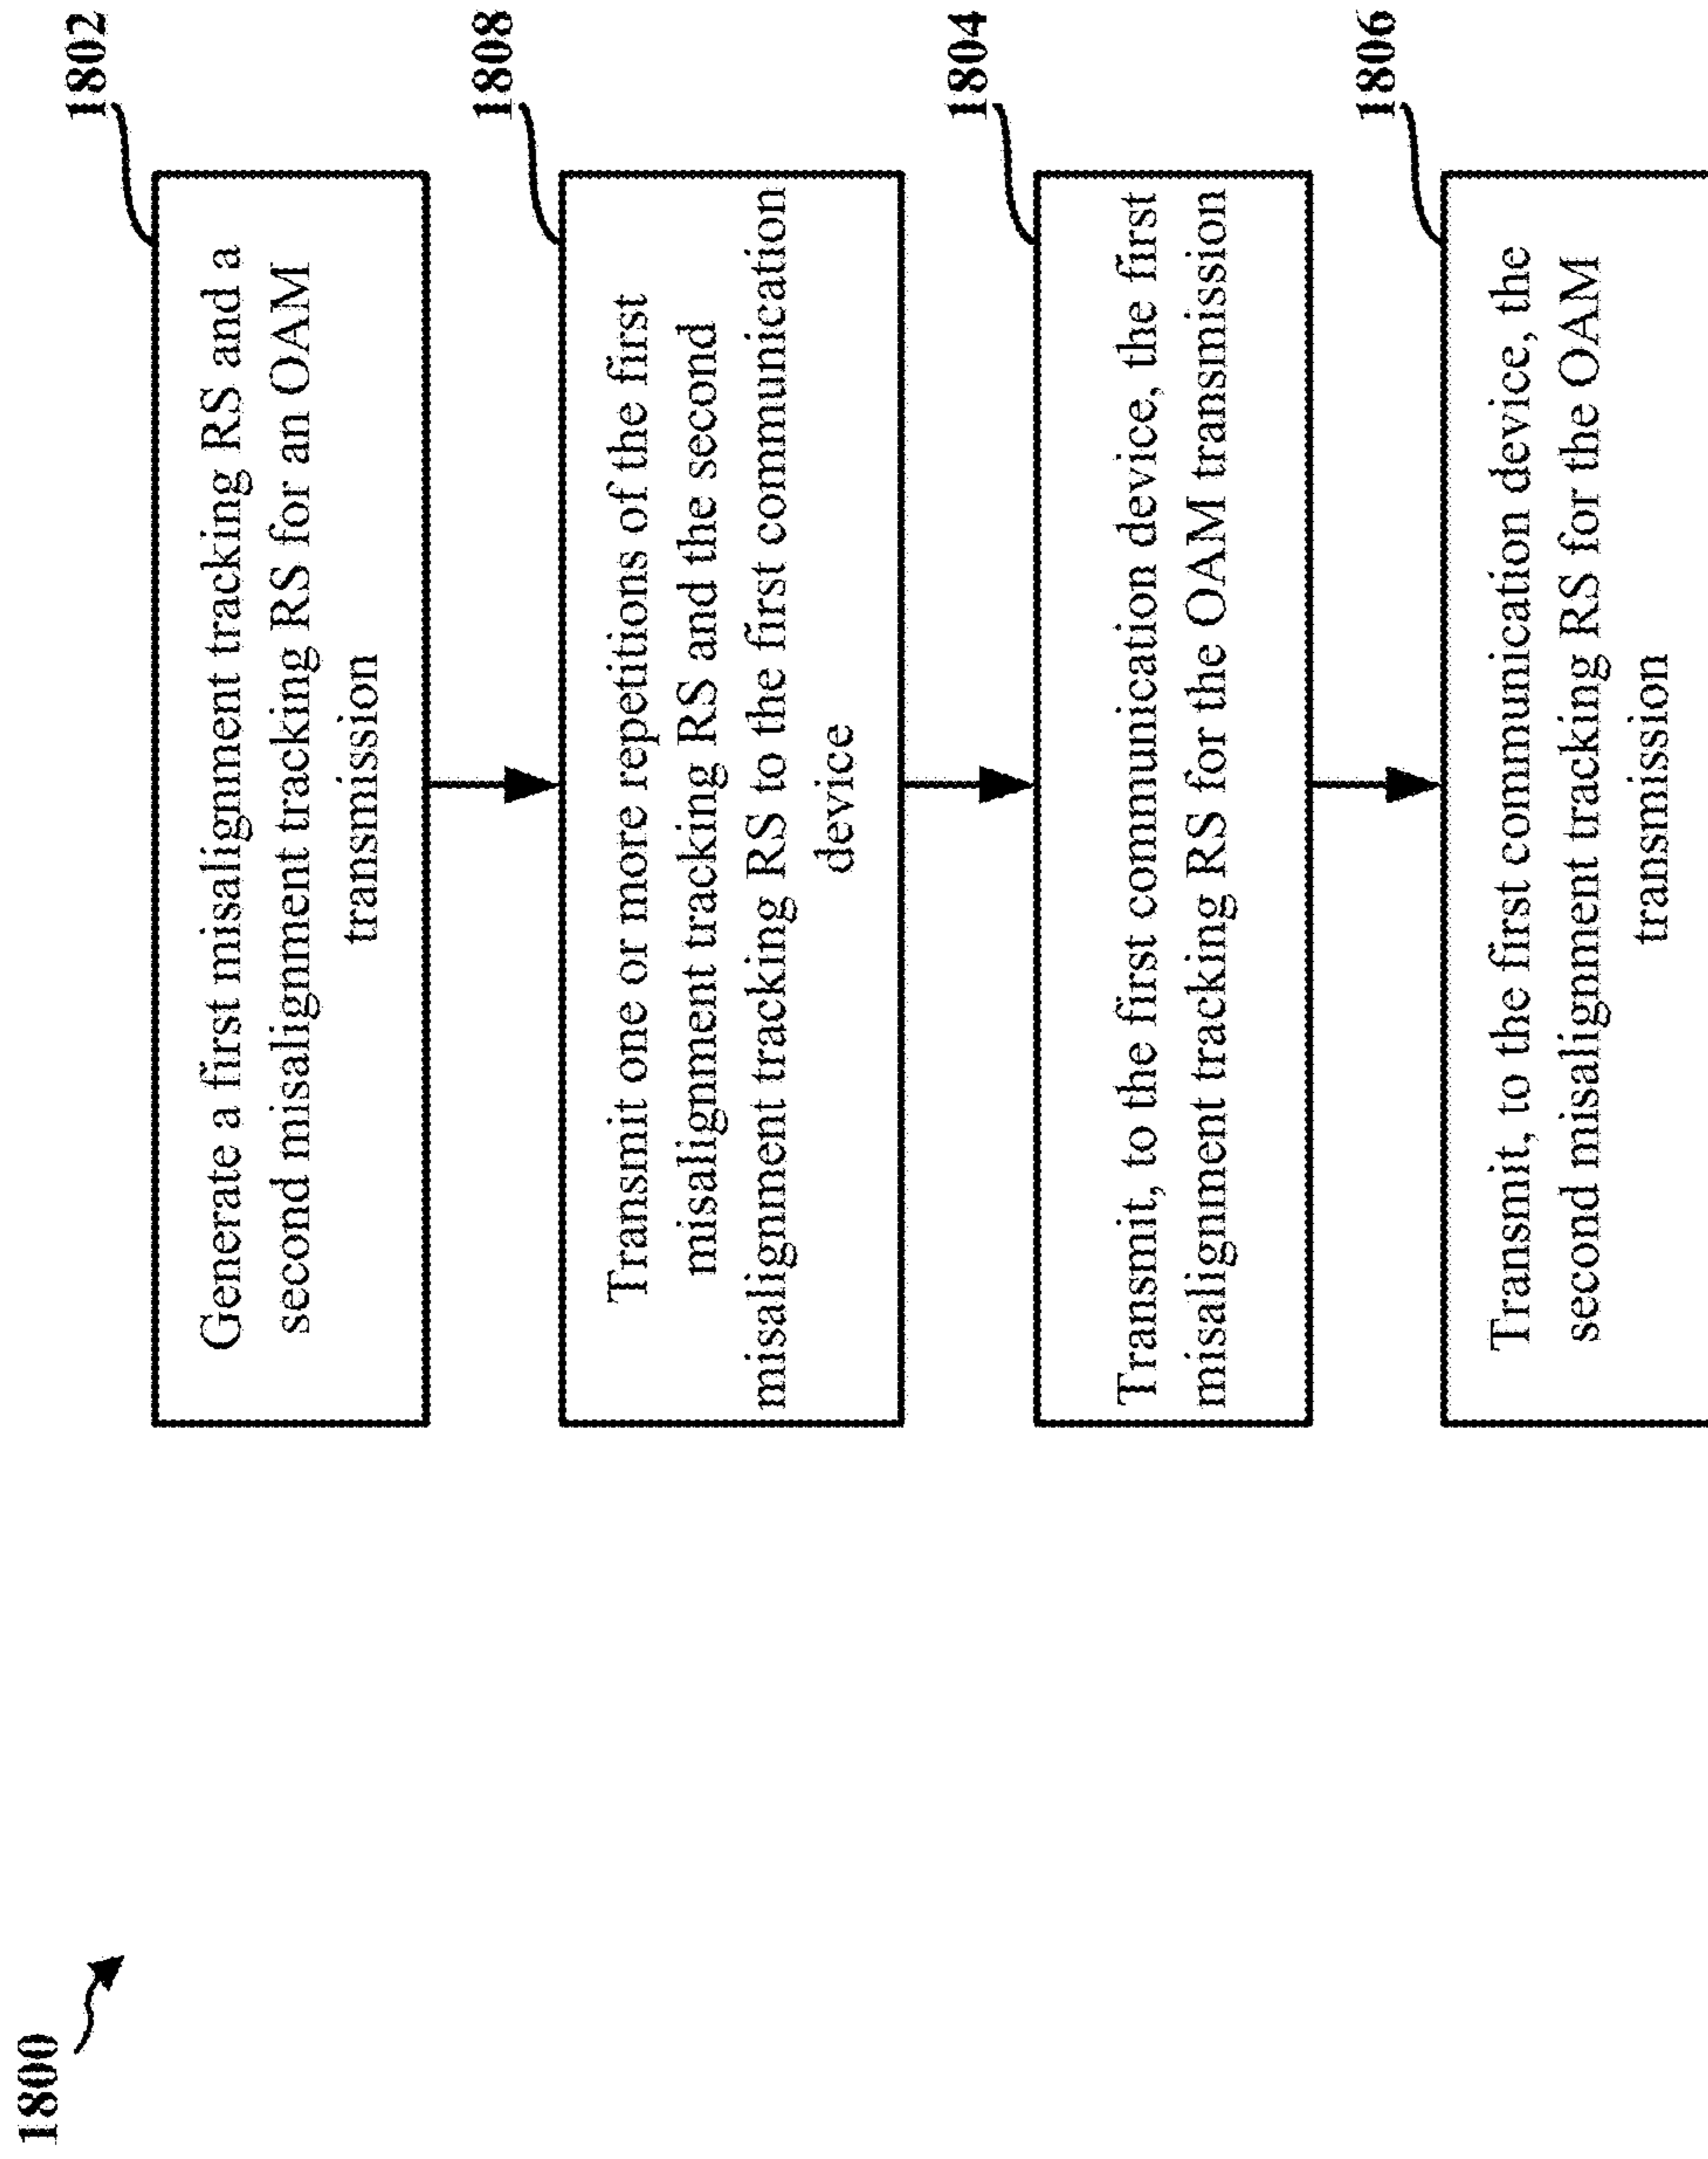 1800
1802
Generate a first misalignment tracking RS and a
second misalignment tracking RS for an OAM
transmission
1808
Transmit one or more repetitions of the first
misalignment tracking RS and the second
misalignment tracking RS to the first communication
device
1804
Transmit, to the first communication device, the first
misalignment tracking RS for the OAM transmission
1806
Transmit, to the first communication device, the
second misalignment tracking RS for the OAM
transmission